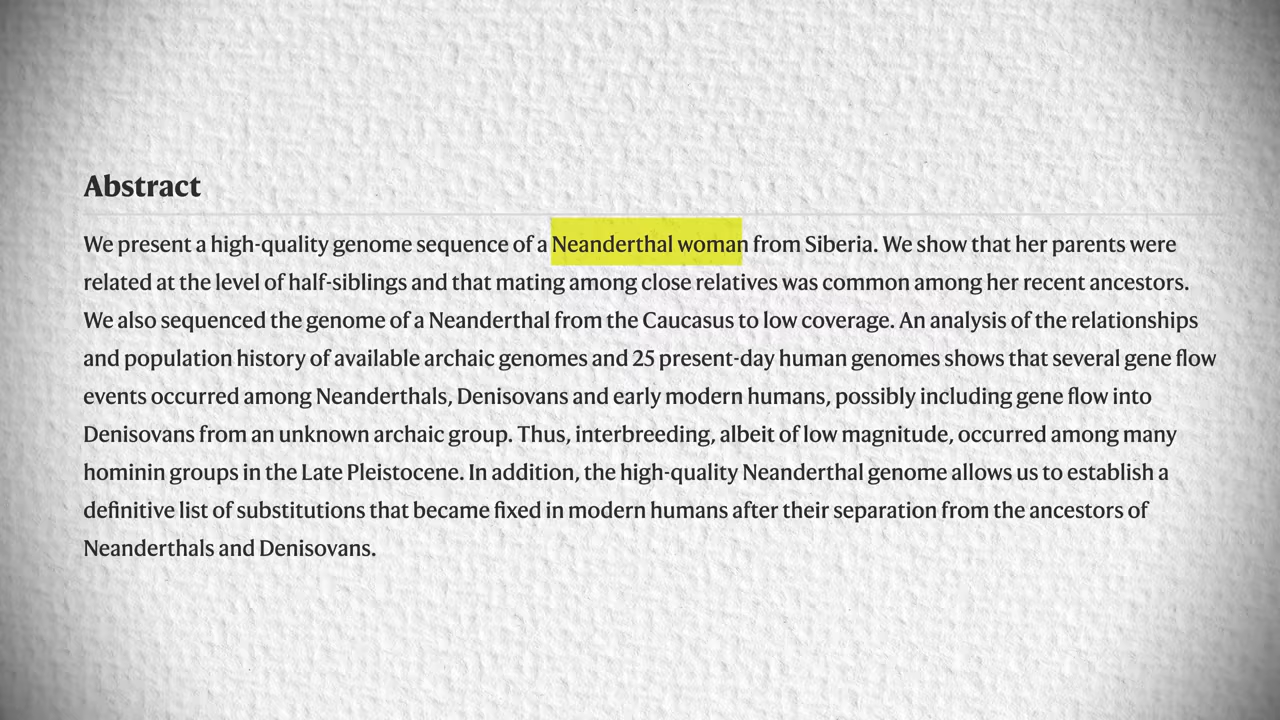 Abstract
We present a high-quality genome sequence of a Neanderthal woman from Siberia. We show that her parents were
related at the level of half-siblings and that mating among close relatives was common among her recent ancestors.
We also sequenced the genome of a Neanderthal from the Caucasus to low coverage. An analysis of the relationships
and population history of available archaic genomes and 25 present-day human genomes shows that several gene flow
events occurred among Neanderthals, Denisovans and early modern humans, possibly including gene flow into
Denisovans from an unknown archaic group. Thus, interbreeding, albeit of low magnitude, occurred among many
hominin groups in the Late Pleistocene. In addition, the high-quality Neanderthal genome allows us to establish a
definitive list of substitutions that became fixed in modern humans after their separation from the ancestors of
Neanderthals and Denisovans.